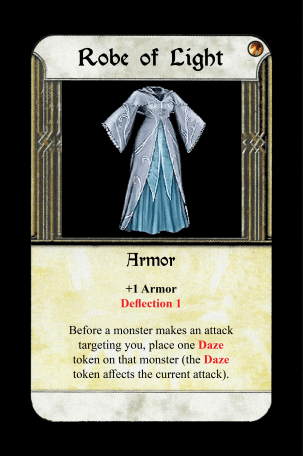 Robe of Light
Armor
+1 Armor
Deflection 1
Before a monster makes an attack
targeting you, place one Daze
token on that monster (the Daze
token affects the current attack).